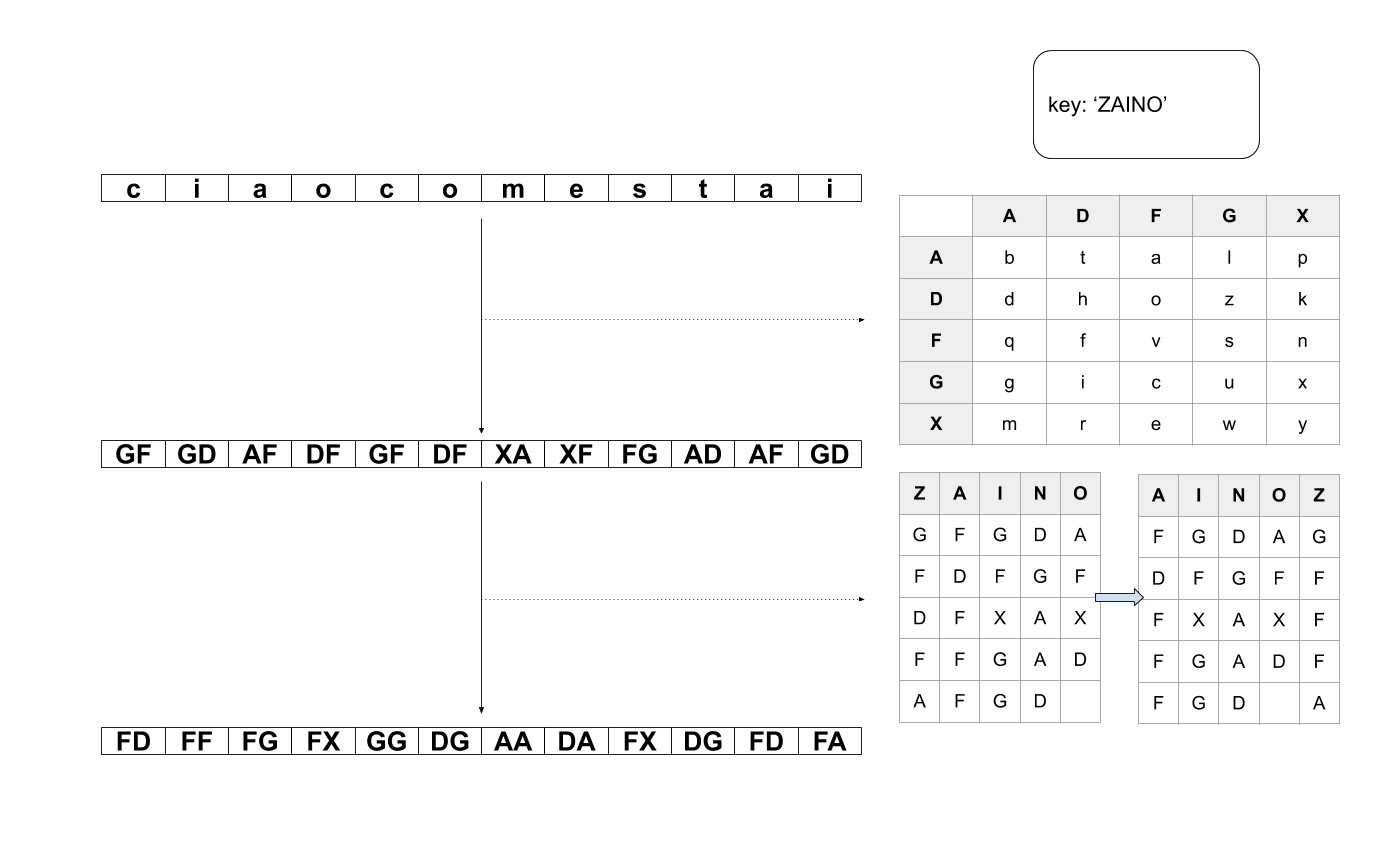 key: ‘ZAINO’
c i a o c o m e s t a i
A D F G X
A b t a l p
D d h o z k
F q f v s n
G g i c u x
X m r e w y
GF GD AF DF GF DF XA XF FG AD AF GD
Z A I N O
G F G D A
F D F G F
D F X A X
F F G A D
A F G D
A I N O Z
F G D A G
D F G F F
F X A X F
F G A D F
F G D A
FD FF FG FX GG DG AA DA FX DG FD FA